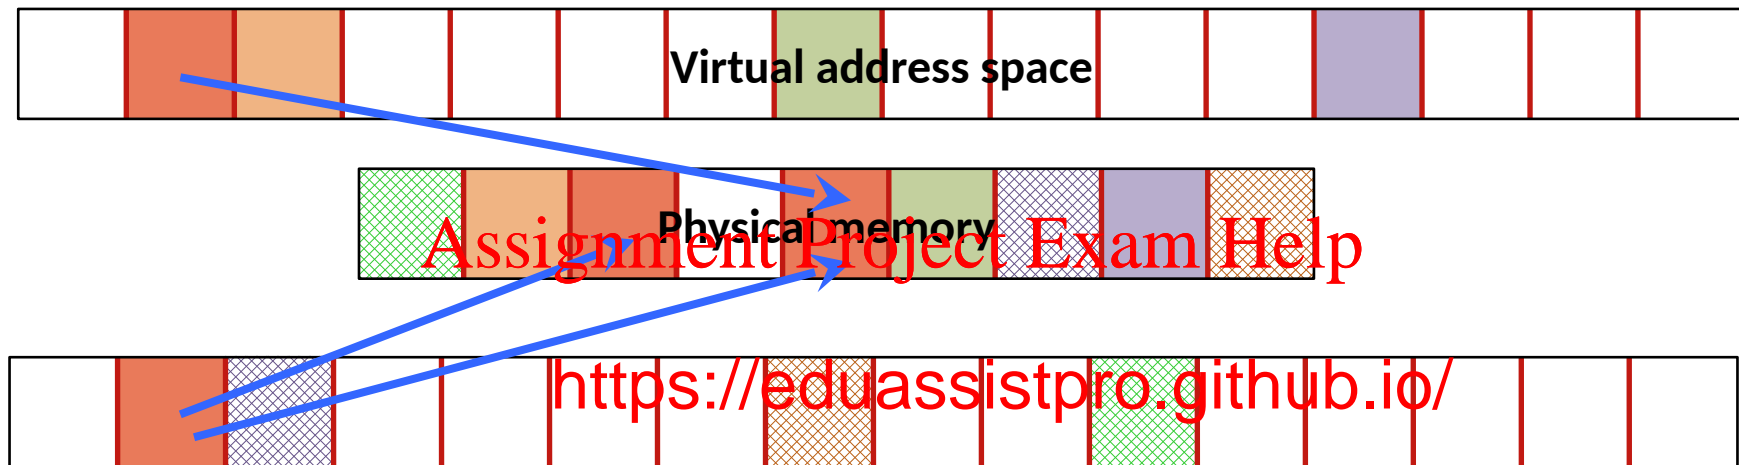 Virtual address space
Physical memory
Assignment Project Exam Help
https://eduassistpro.github.io/